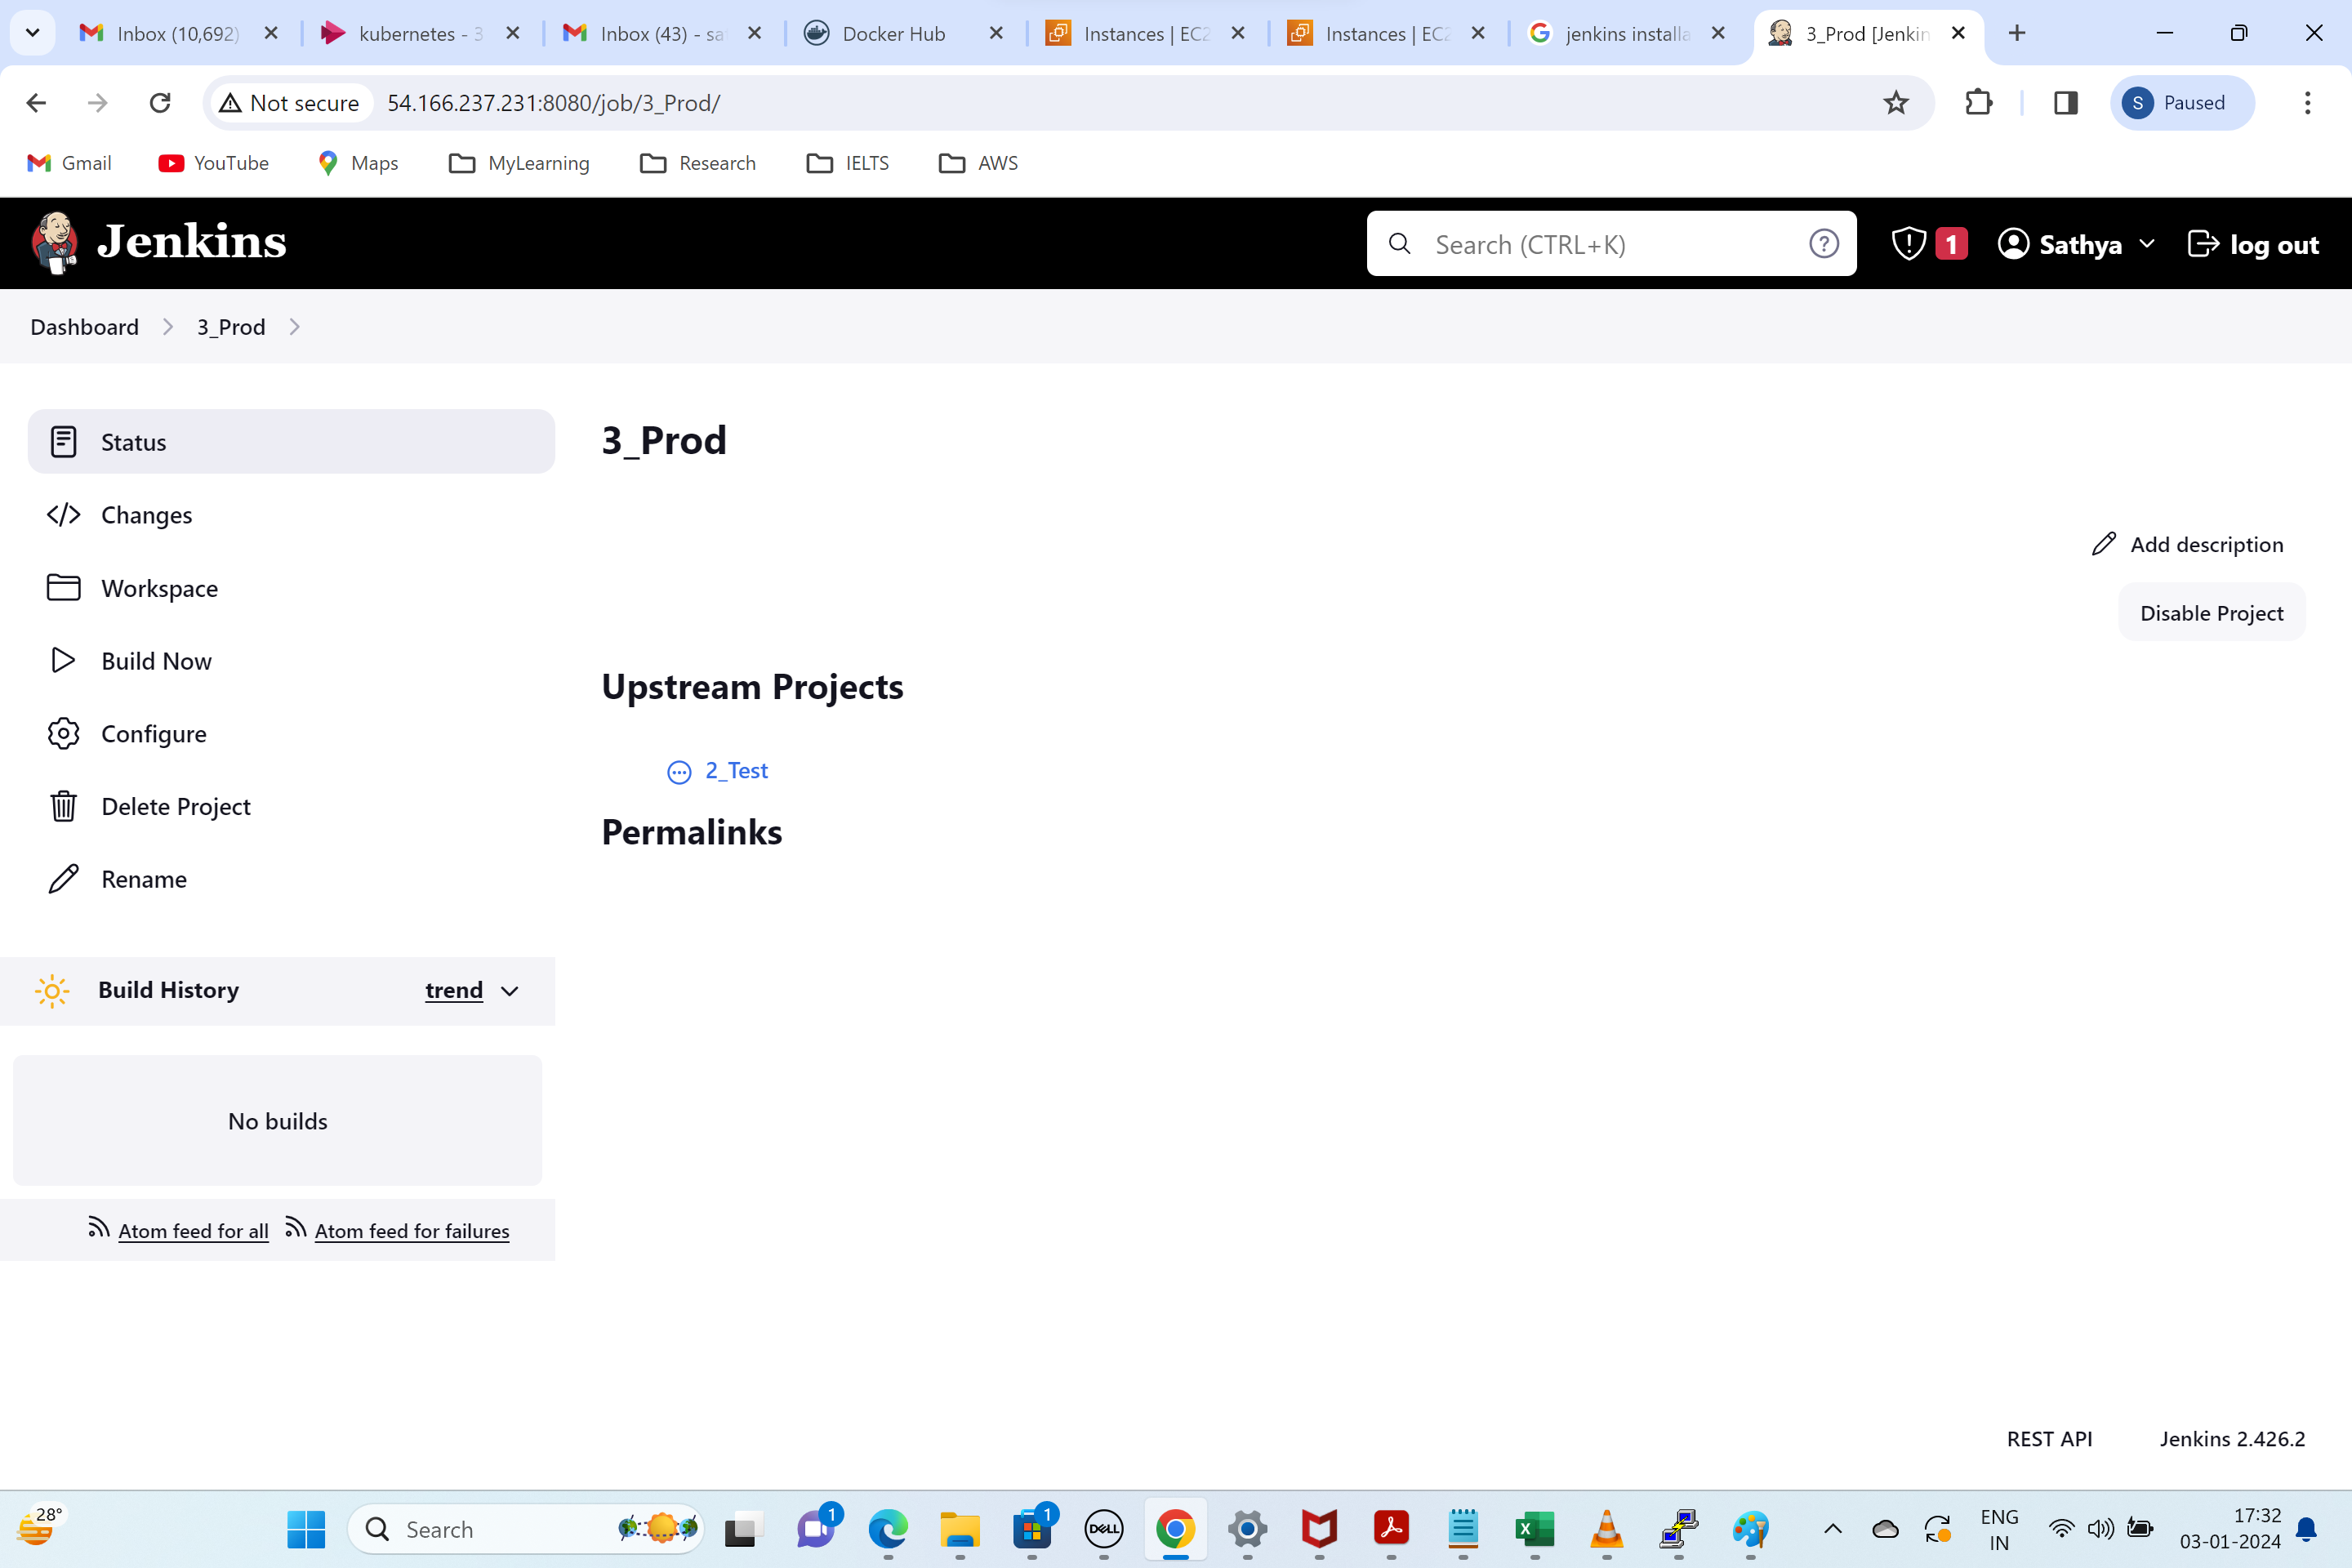 Inbox (10,692)
kubernetes - 3
Inbox (43) - sa
Docker Hub
Instances | EC2
Instances | EC2
jenkins installa
3_Prod [Jenkin
Not secure
54.166.237.231:8080/job/3_Prod/
S
Paused
Gmail
YouTube
Maps
MyLearning
Research
IELTS
AWS
Jenkins
Search (CTRL+K)
1
Sathya
log out
Dashboard
3_Prod
Status
Changes
Workspace
Build Now
Configure
Delete Project
Rename
Build History
trend
No builds
Atom feed for all
Atom feed for failures
3_Prod
Add description
Disable Project
Upstream Projects
2_Test
Permalinks
REST API
Jenkins 2.426.2
28°
Search
1
1
DELL
ENG
IN
17:32
03-01-2024